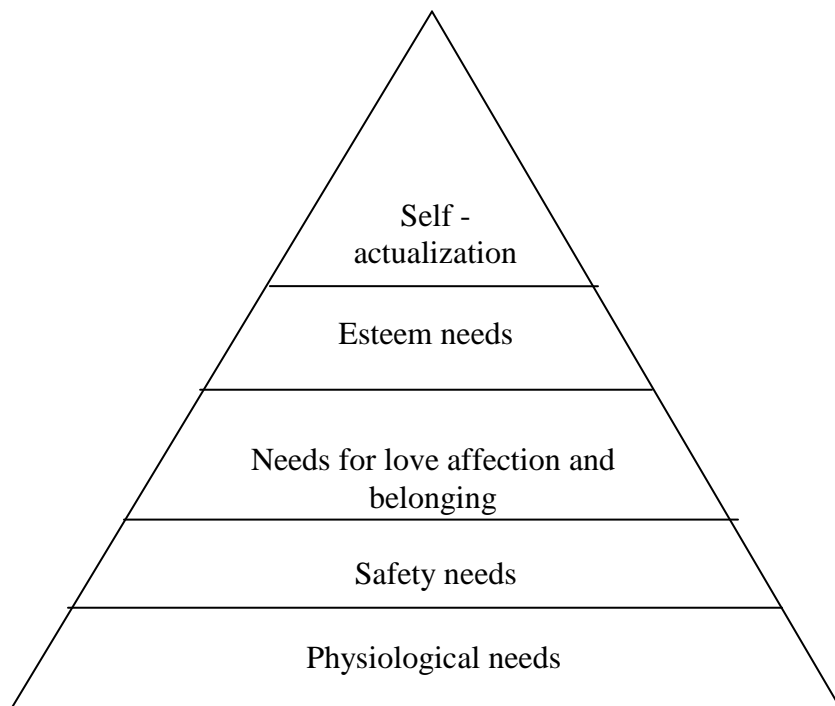 Self -
actualization
Esteem needs
Needs for love affection and
belonging
Safety needs
Physiological needs